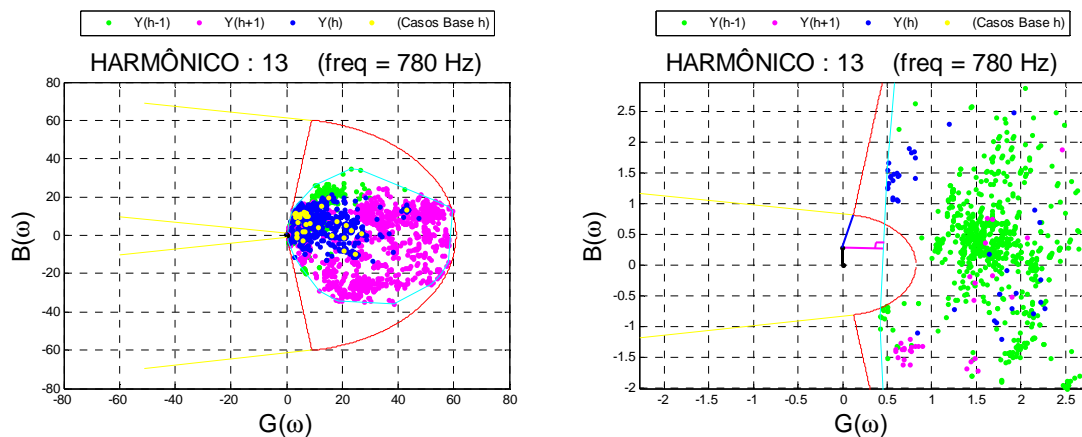 Y(h-1) Y(h+1) Y(h) (Casos Base h)
HARMÔNICO : 13 (freq = 780 Hz)
80
60
40
20
0
-20
-40
-60
-80
B(ω)
-80 -60 -40 -20 0 20 40 60 80
G(ω)
Y(h-1) Y(h+1) Y(h) (Casos Base h)
HARMÔNICO : 13 (freq = 780 Hz)
2.5
2
1.5
1
0.5
0
-0.5
-1
-1.5
-2
B(ω)
-2 -1.5 -1 -0.5 0 0.5 1 1.5 2 2.5
G(ω)